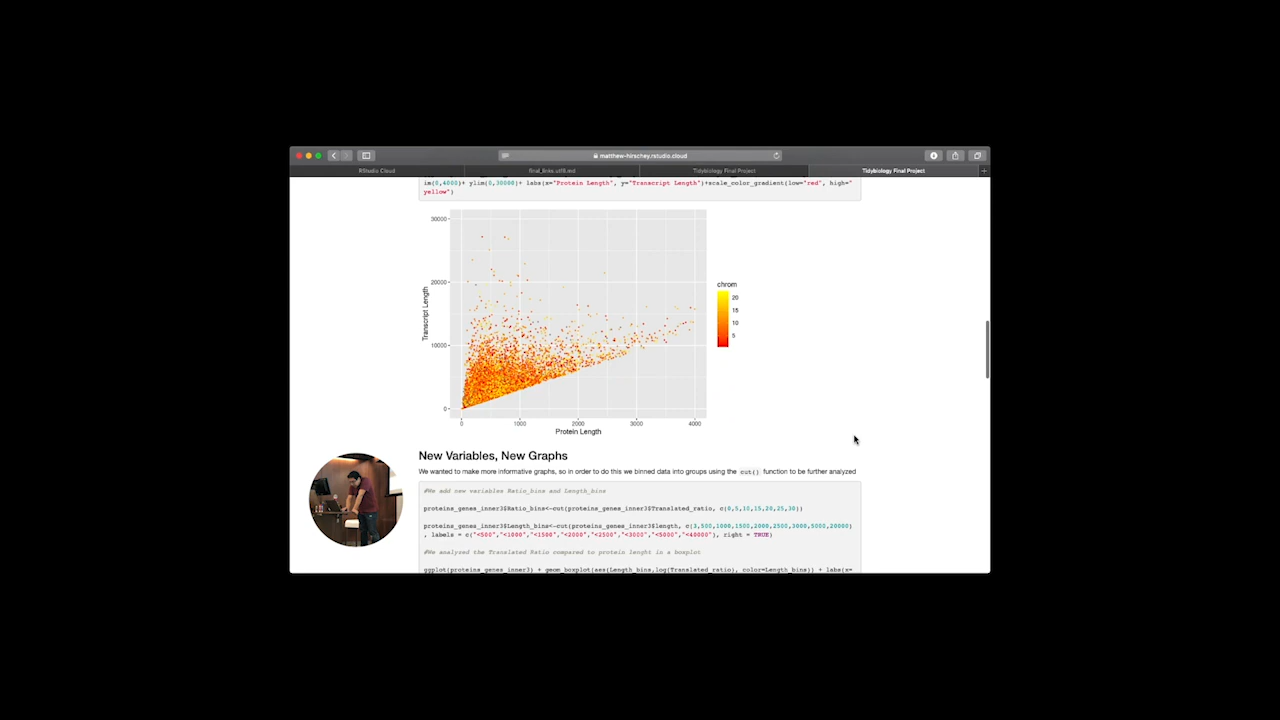 matthew-hirschey.rstudio.cloud
RStudio Cloud
final_links.utf8.md
Tidybiology Final Project
Tidybiology Final Project
im(0,4000)+ ylim(0,30000)+ labs(x="Protein Length", y="Transcript Length")+scale_color_gradient(low="red", high="
yellow")
30000
20000
10000
0
Transcript Length
0
1000
2000
3000
4000
Protein Length
chrom
20
15
10
5
New Variables, New Graphs
We wanted to make more informative graphs, so in order to do this we binned data into groups using the cut() function to be further analyzed
#We add new variables Ratio_bins and Length_bins
proteins_genes_inner3$Ratio_bins<-cut(proteins_genes_inner3$Translated_ratio, c(0,5,10,15,20,25,30))
proteins_genes_inner3$Length_bins<-cut(proteins_genes_inner3$length, c(3,500,1000,1500,2000,2500,3000,5000,20000)
, labels = c("<500","<1000","<1500","<2000","<2500","<3000","<5000","<40000"), right = TRUE)
#We analyzed the Translated Ratio compared to protein lenght in a boxplot
ggplot(proteins_genes_inner3) + geom_boxplot(aes(Length_bins,log(Translated_ratio), color=Length_bins)) + labs(x=